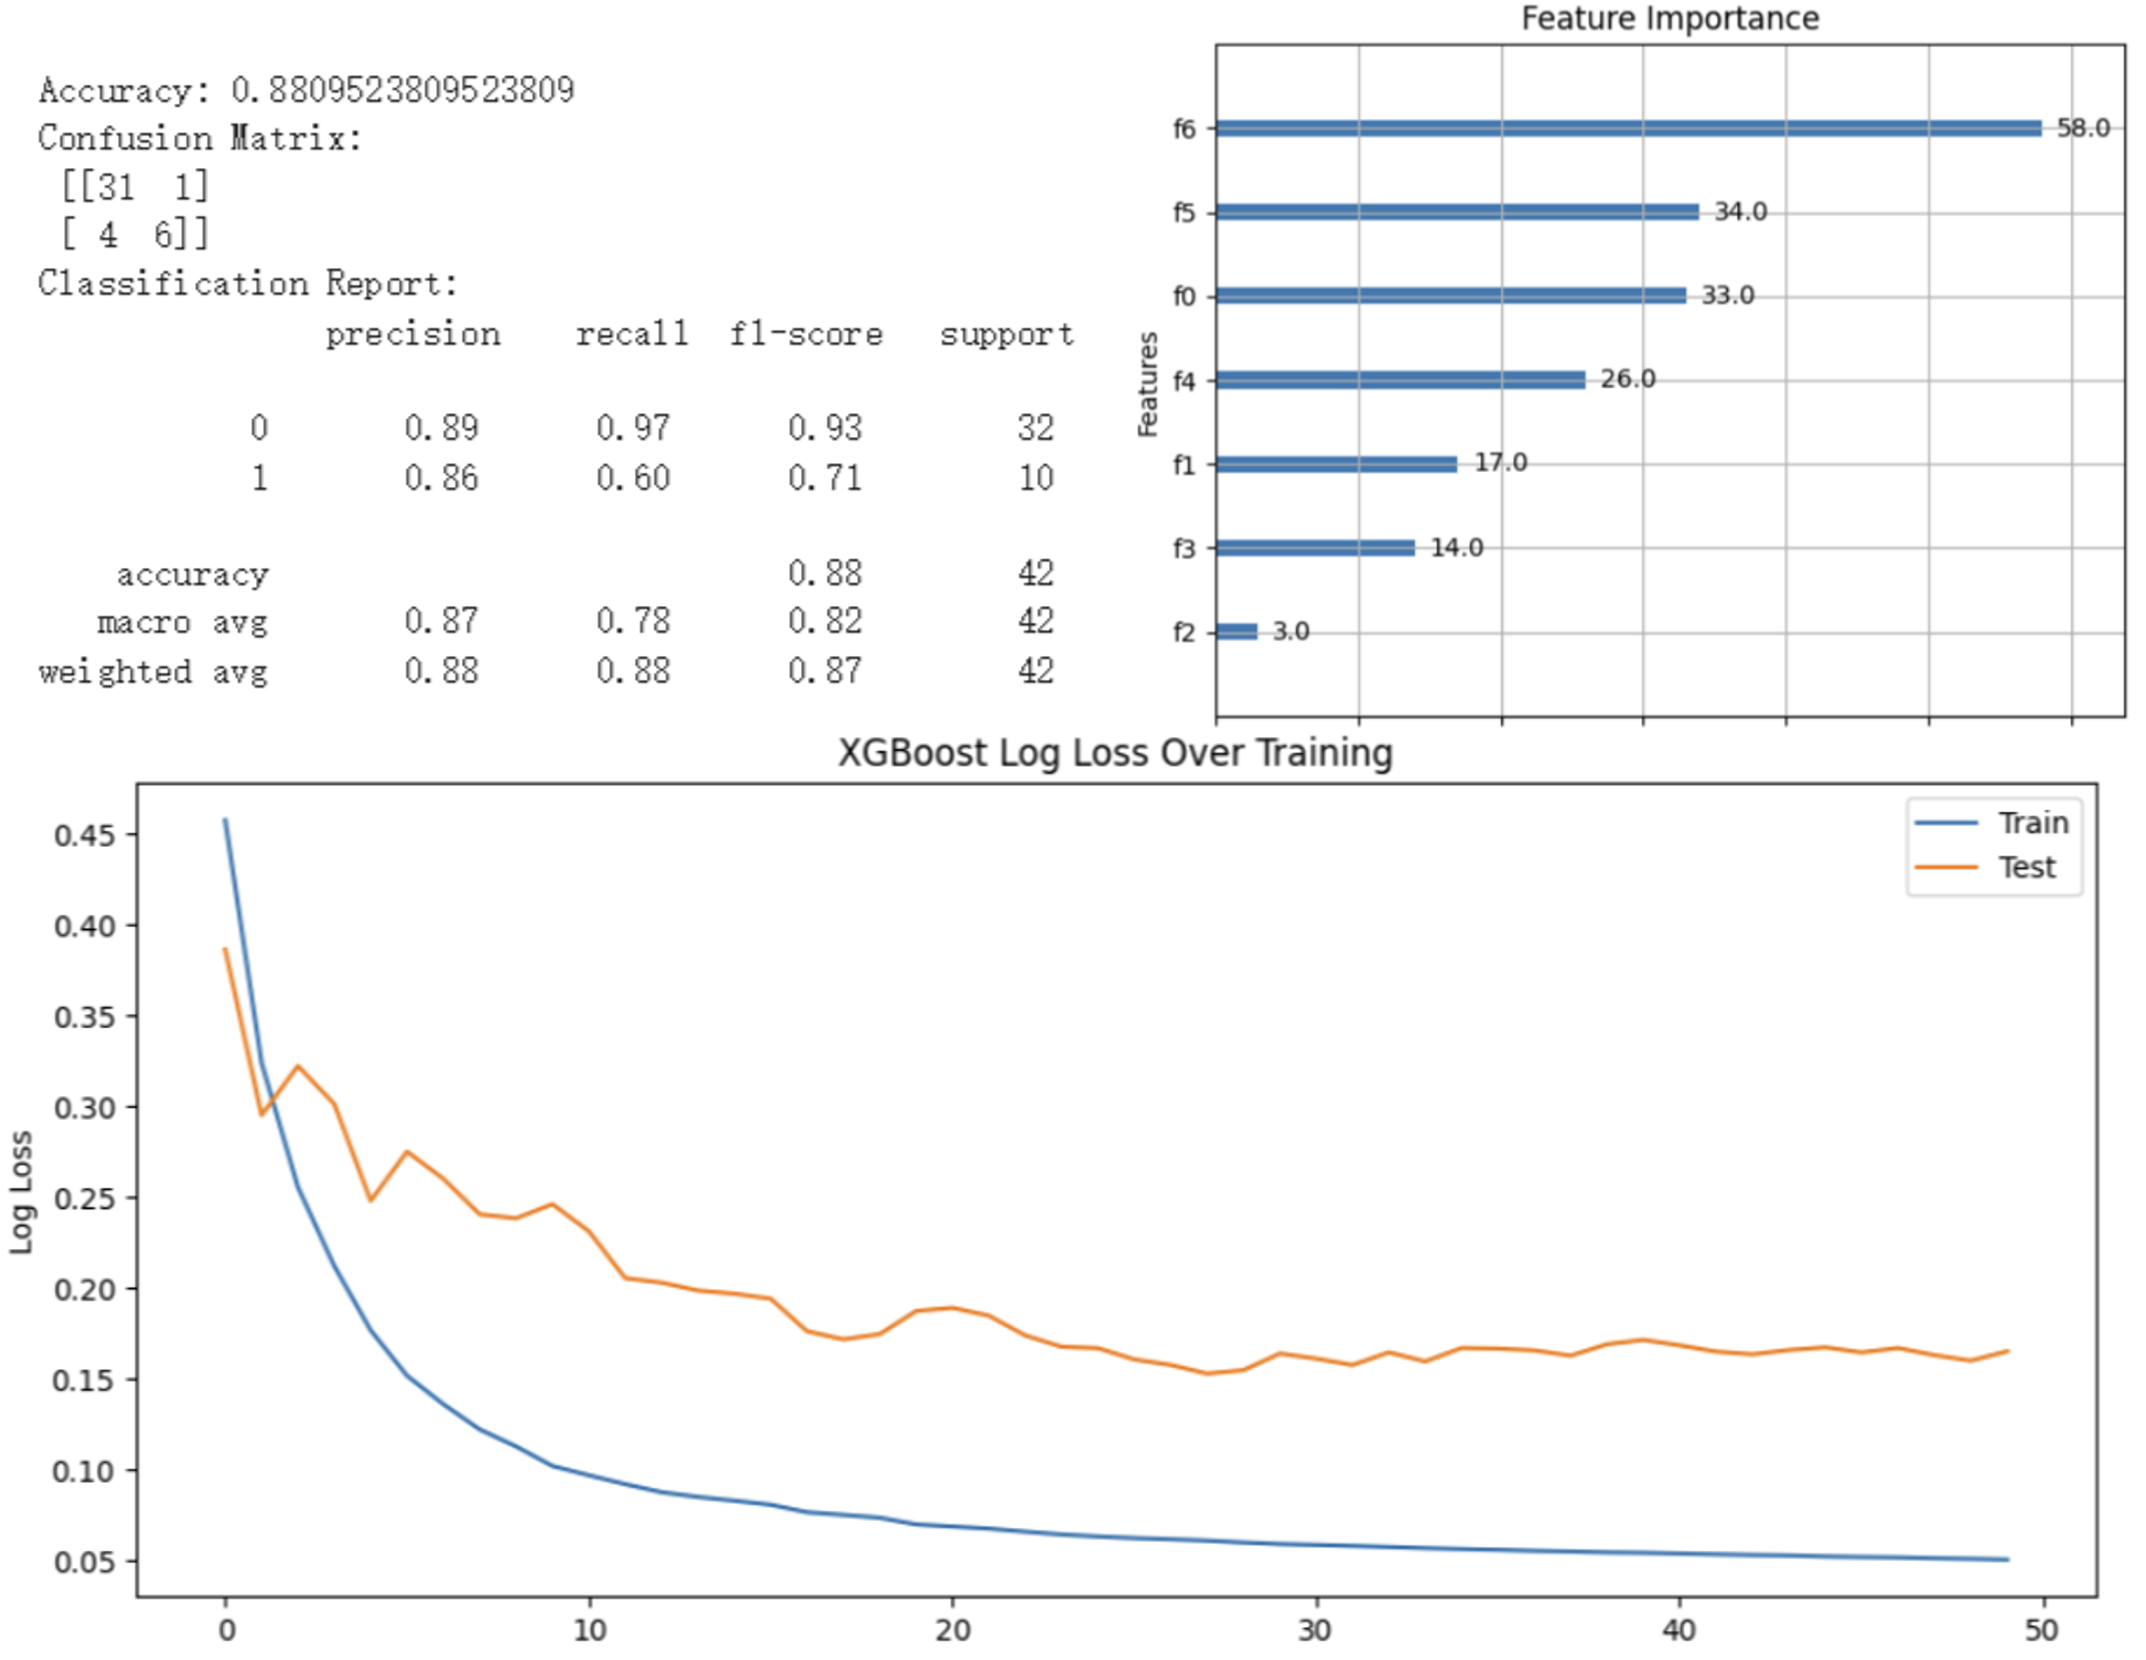 Accuracy: 0.8809523809523809
Confusion Matrix:
[[31 1]
[ 4 6]]
Classification Report:
precision recall f1-score support
0 0.89 0.97 0.93 32
1 0.86 0.60 0.71 10
accuracy 0.88 42
macro avg 0.87 0.78 0.82 42
weighted avg 0.88 0.88 0.87 42
Feature Importance
Features
f6 58.0
f5 34.0
f0 33.0
f4 26.0
f1 17.0
f3 14.0
f2 3.0
XGBoost Log Loss Over Training
Train
Test
Log Loss
0.45
0.40
0.35
0.30
0.25
0.20
0.15
0.10
0.05
0 10 20 30 40 50